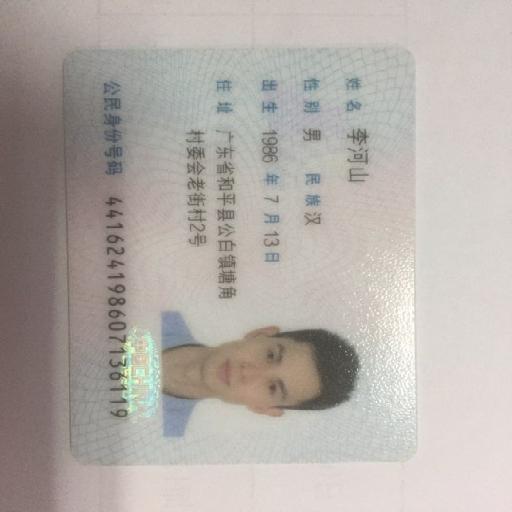 姓名 李河山
性别 男 民族 汉
出生 1986 年 7 月 13 日
住址 广东省和平县公白镇塘角
村委会老街村2号
公民身份号码 441624198607136119